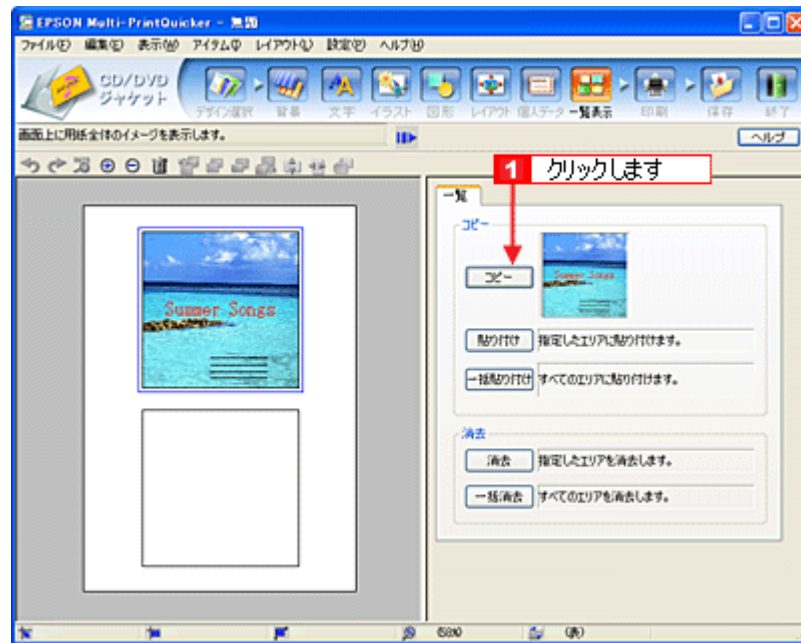 EPSON Multi-PrintQuicker - 無題
ファイル(F) 編集(E) 表示(W) アイテム(I) レイアウト(L) 設定(P) ヘルプ(H)
CD/DVD
ジャケット
デザイン選択 背景 文字 イラスト 図形 レイアウト 個人データ 一覧表示 印刷 保存 終了
画面上に用紙全体のイメージを表示します。
ヘルプ
1 クリックします
一覧
コピー
コピー
Summer Songs
Summer Songs
貼り付け 指定したエリアに貼り付けます。
一括貼り付け すべてのエリアに貼り付けます。
消去
消去 指定したエリアを消去します。
一括消去 すべてのエリアを消去します。
(表)